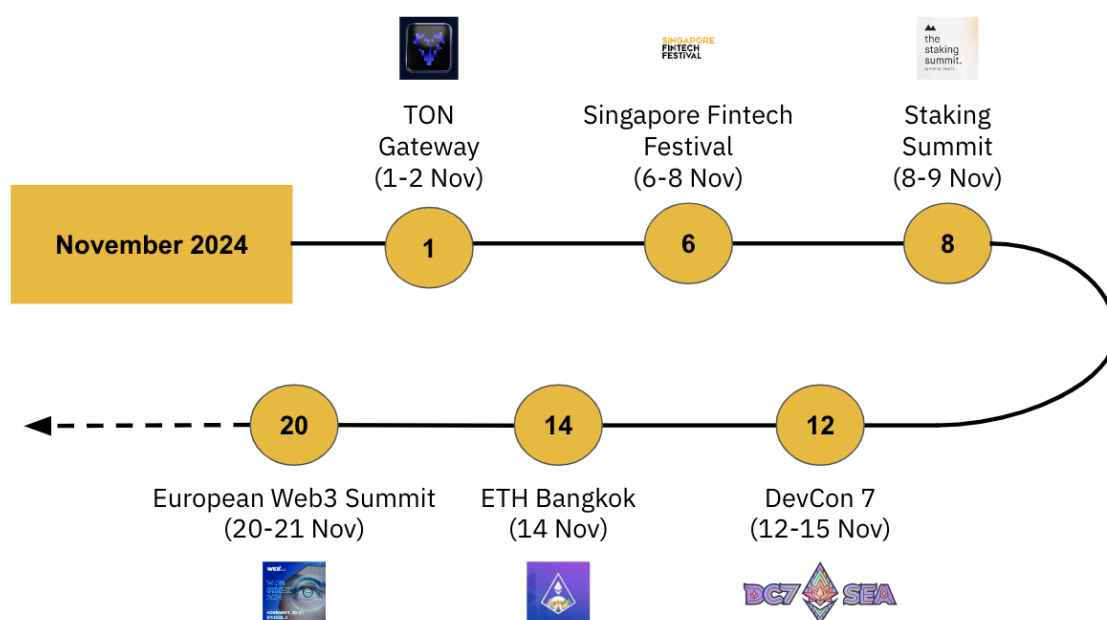 SINGAPORE
FINTECH
FESTIVAL
the
staking
summit.
TON
Gateway
(1-2 Nov)
Singapore Fintech
Festival
(6-8 Nov)
Staking
Summit
(8-9 Nov)
November 2024
1
6
8
20
14
12
European Web3 Summit
(20-21 Nov)
ETH Bangkok
(14 Nov)
DevCon 7
(12-15 Nov)
WEB3
DC7 SEA